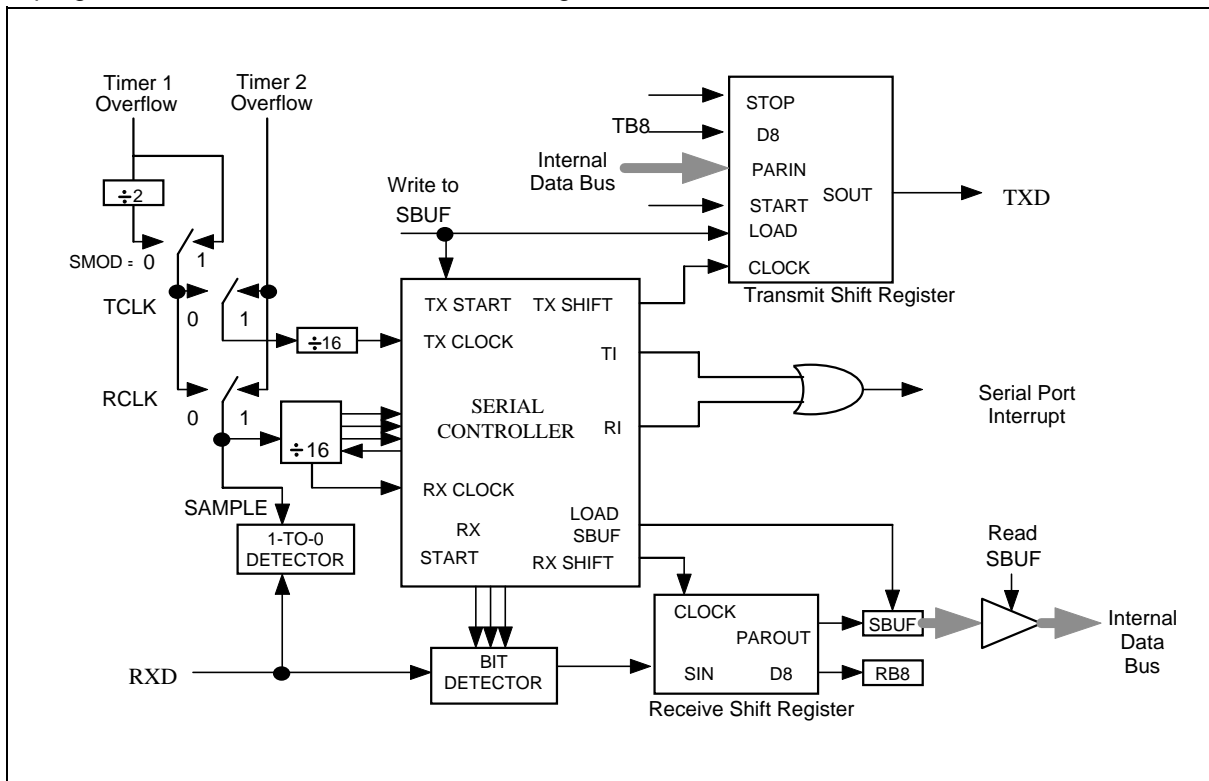 Timer 1
Overflow
Timer 2
Overflow
÷2
SMOD = 0
1
TCLK
0
1
÷16
RCLK
0
1
÷16
SAMPLE
1-TO-0
DETECTOR
RXD
Write to
SBUF
TX START
TX SHIFT
TX CLOCK
TI
SERIAL
CONTROLLER
RI
RX CLOCK
LOAD
SBUF
RX
START
RX SHIFT
BIT
DETECTOR
TB8
Internal
Data Bus
STOP
D8
PARIN
SOUT
START
LOAD
CLOCK
Transmit Shift Register
TXD
Serial Port
Interrupt
CLOCK
PAROUT
SIN
D8
Receive Shift Register
SBUF
RB8
Read
SBUF
Internal
Data
Bus